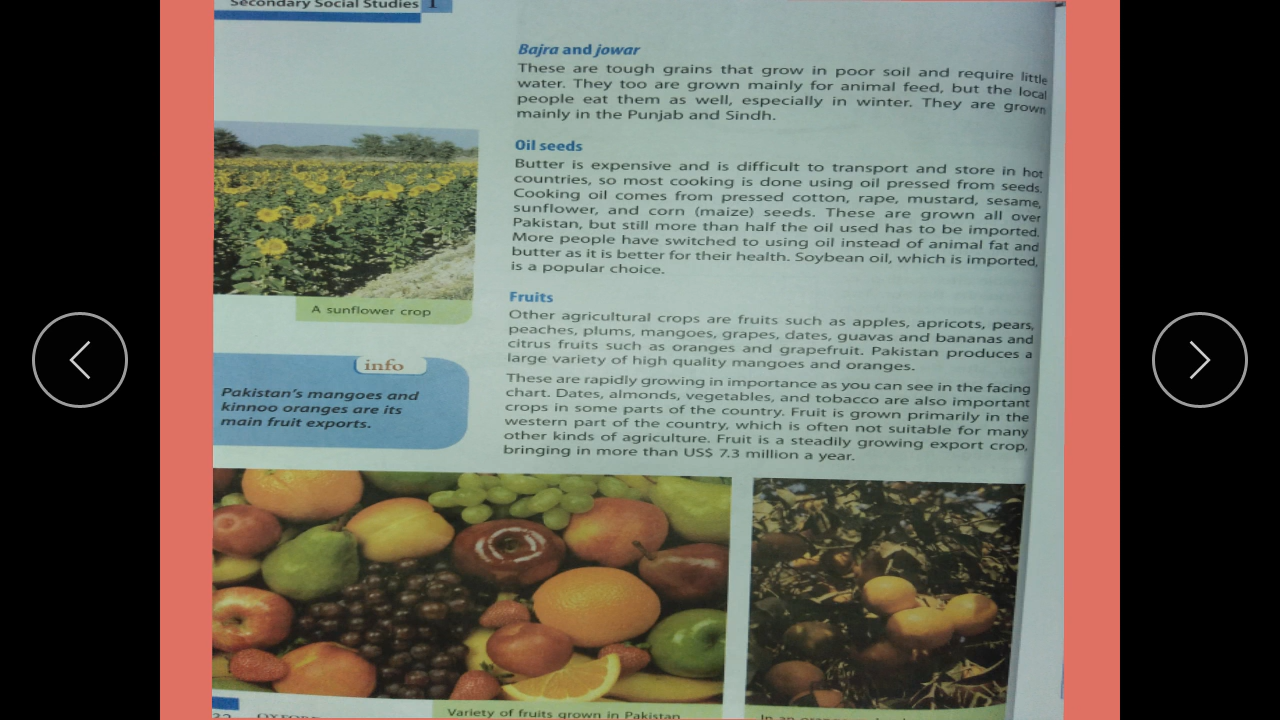 Secondary Social Studies 1
Bajra and jowar
These are tough grains that grow in poor soil and require little
water. They too are grown mainly for animal feed, but the local
people eat them as well, especially in winter. They are grown
mainly in the Punjab and Sindh.
Oil seeds
Butter is expensive and is difficult to transport and store in hot
countries, so most cooking is done using oil pressed from seeds.
Cooking oil comes from pressed cotton, rape, mustard, sesame,
sunflower, and corn (maize) seeds. These are grown all over
Pakistan, but still more than half the oil used has to be imported.
More people have switched to using oil instead of animal fat and
butter as it is better for their health. Soybean oil, which is imported,
is a popular choice.
A sunflower crop
Fruits
Other agricultural crops are fruits such as apples, apricots, pears,
peaches, plums, mangoes, grapes, dates, guavas and bananas and
citrus fruits such as oranges and grapefruit. Pakistan produces a
large variety of high quality mangoes and oranges.
These are rapidly growing in importance as you can see in the facing
chart. Dates, almonds, vegetables, and tobacco are also important
crops in some parts of the country. Fruit is grown primarily in the
western part of the country, which is often not suitable for many
other kinds of agriculture. Fruit is a steadily growing export crop,
bringing in more than US$ 7.3 million a year.
info
Pakistan's mangoes and
kinnoo oranges are its
main fruit exports.
Variety of fruits grown in Pakistan
In an